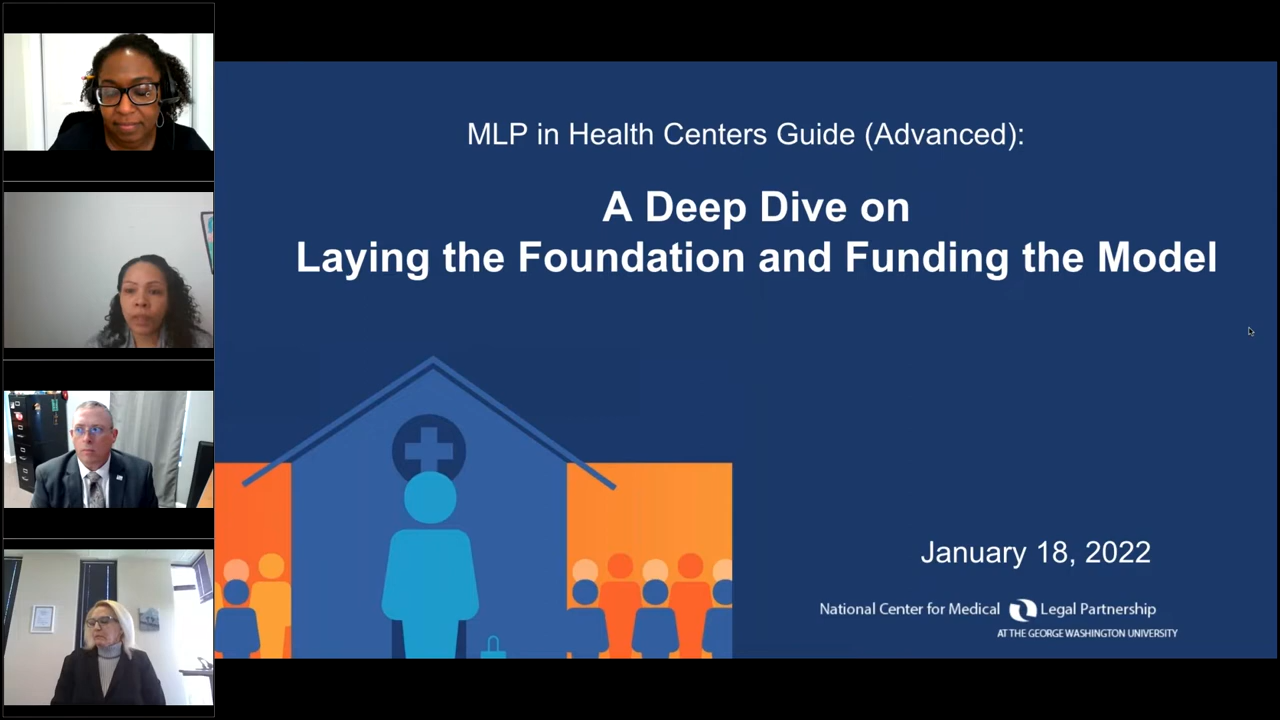 MLP in Health Centers Guide (Advanced):
A Deep Dive on
Laying the Foundation and Funding the Model
January 18, 2022
National Center for Medical Legal Partnership
AT THE GEORGE WASHINGTON UNIVERSITY